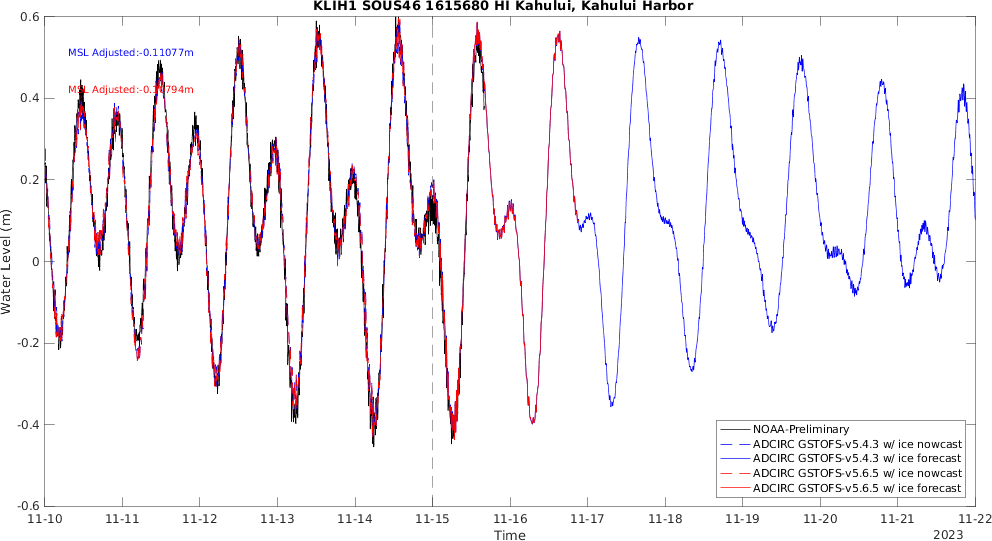 KLIH1 SOUS46 1615680 HI Kahului, Kahului Harbor
MSL Adjusted:-0.11077m
MSL Adjusted:-0.
794m
0.6
0.4
0.2
0
-0.2
-0.4
-0.6
Water Level (m)
NOAA-Preliminary
ADCIRC GSTOFS-v5.4.3 w/ ice nowcast
ADCIRC GSTOFS-v5.4.3 w/ ice forecast
ADCIRC GSTOFS-v5.6.5 w/ ice nowcast
ADCIRC GSTOFS-v5.6.5 w/ ice forecast
11-10 11-11 11-12 11-13 11-14 11-15 11-16 11-17 11-18 11-19 11-20 11-21 11-22
Time
2023